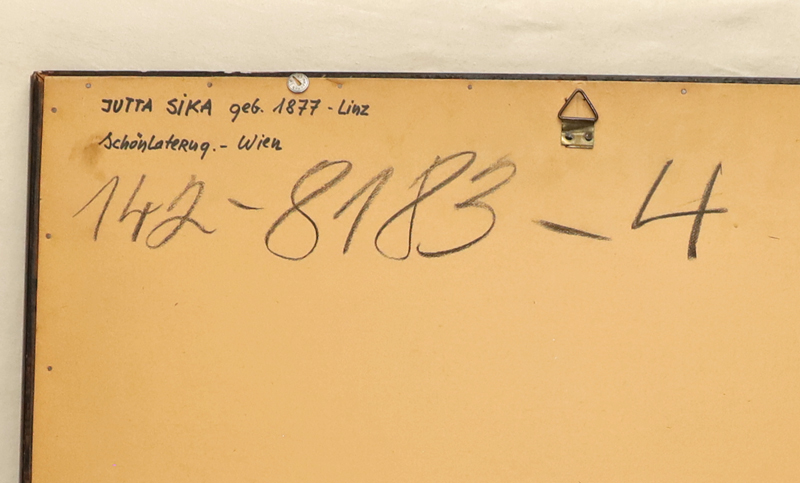 JUTTA SIKA geb. 1877 - Linz
Schönlaterng. - Wien
142-8183-4